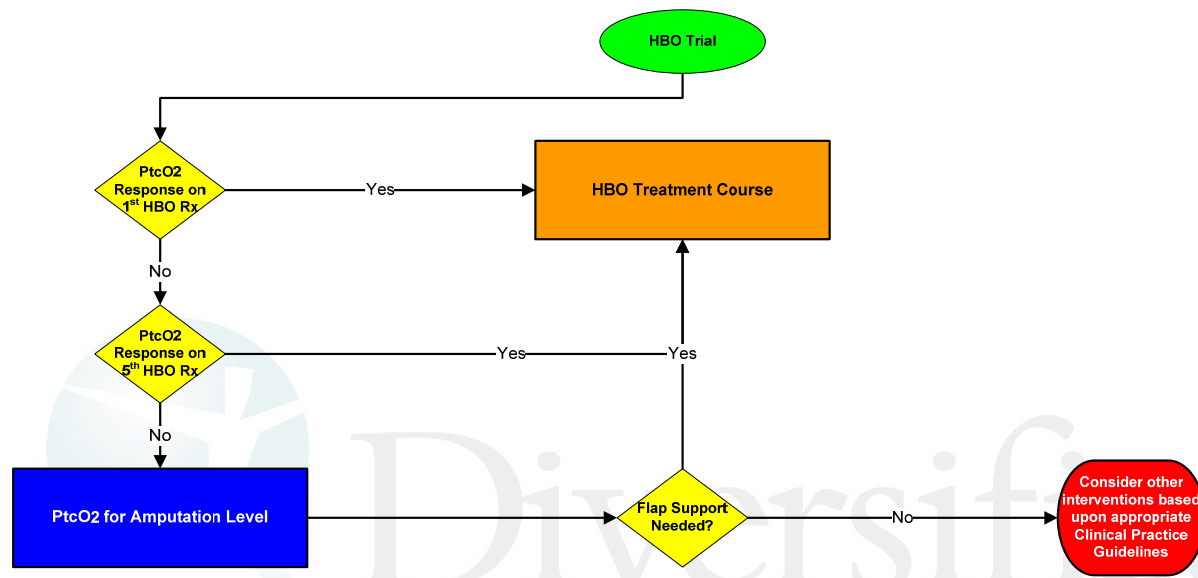 HBO Trial
PtcO2
Response on
1st HBO Rx
Yes
HBO Treatment Course
No
PtcO2
Response on
5th HBO Rx
Yes
Yes
No
PtcO2 for Amputation Level
Flap Support
Needed?
No
Consider other
interventions based
upon appropriate
Clinical Practice
Guidelines
Diversifi